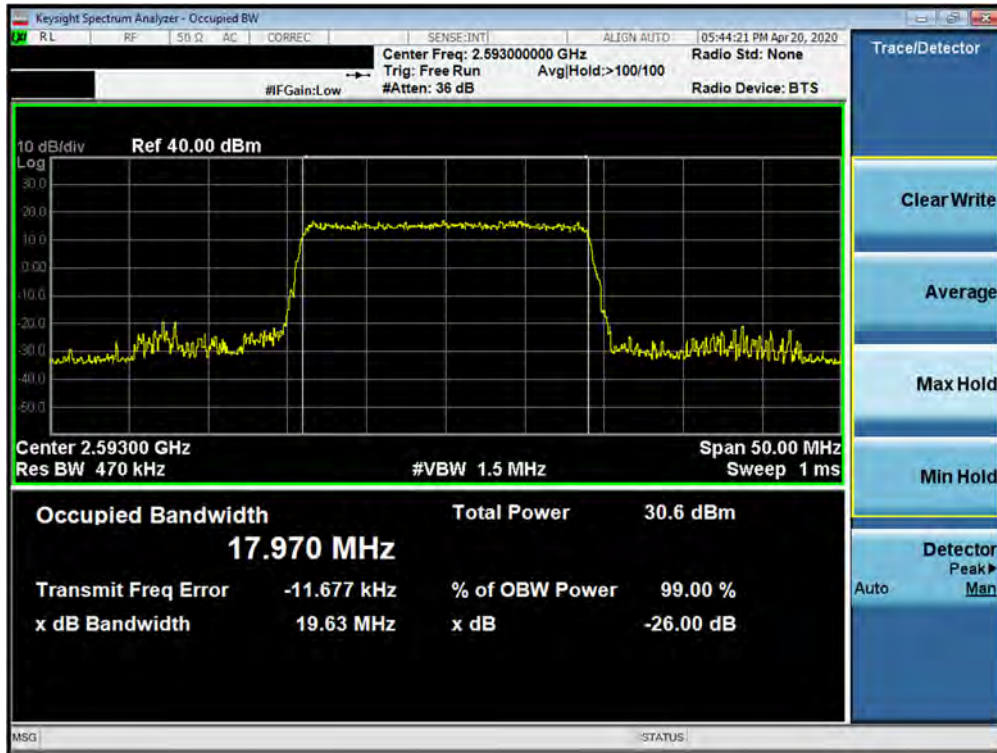 Keysight Spectrum Analyzer - Occupied BW
LXI RL RF 50 Ω AC CORREC SENSE:INT ALIGN AUTO 05:44:21 PM Apr 20, 2020
Center Freq: 2.593000000 GHz Radio Std: None
Trig: Free Run Avg|Hold:>100/100
#IFGain:Low #Atten: 36 dB Radio Device: BTS
Trace/Detector
10 dB/div Ref 40.00 dBm
Log
30.0
20.0
10.0
0.00
-10.0
-20.0
-30.0
-40.0
-50.0
Center 2.59300 GHz Span 50.00 MHz
Res BW 470 kHz #VBW 1.5 MHz Sweep 1 ms
Occupied Bandwidth Total Power 30.6 dBm
17.970 MHz
Transmit Freq Error -11.677 kHz % of OBW Power 99.00 %
x dB Bandwidth 19.63 MHz x dB -26.00 dB
Clear Write
Average
Max Hold
Min Hold
Detector
Peak▶
Auto Man
MSG STATUS